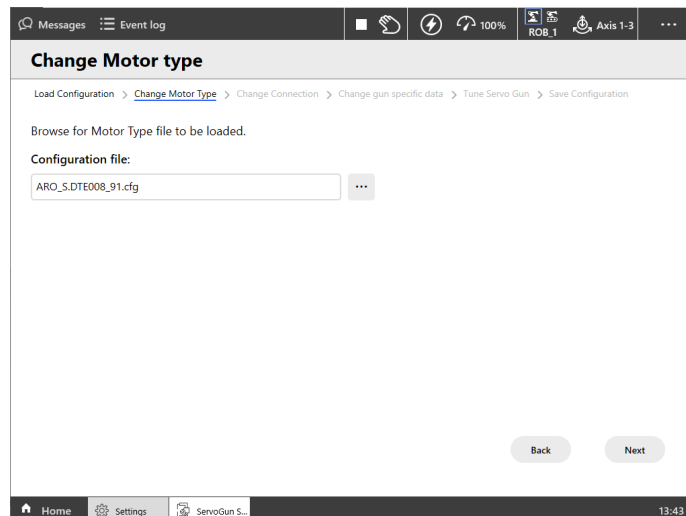 Messages Event log 100% ROB_1 Axis 1-3 ...
Change Motor type
Load Configuration > Change Motor Type > Change Connection > Change gun specific data > Tune Servo Gun > Save Configuration
Browse for Motor Type file to be loaded.
Configuration file:
ARO_S.DTE008_91.cfg ...
Back Next
Home Settings ServoGun S... 13:43